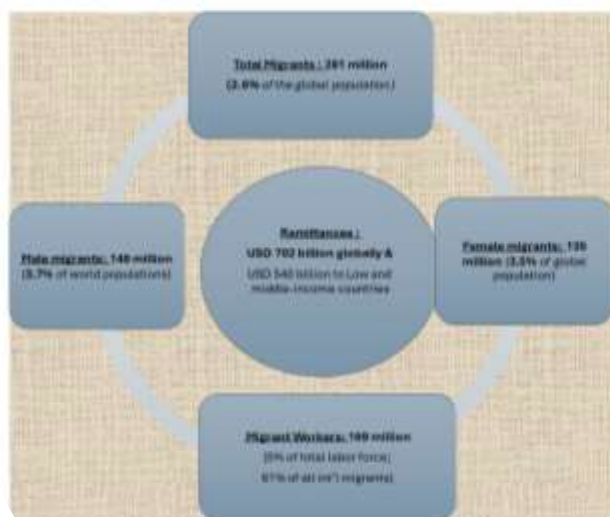 Total Migrants : 281 million
(3.6% of the global population)
Male migrants: 146 million
(3.7% of world populations)
Remittances :
USD 702 billion globally &
USD 540 billion to Low and
middle-income countries
Female migrants: 135
million (3.5% of global
population)
Migrant Workers: 169 million
(5% of total labor force;
61% of all int'l migrants)